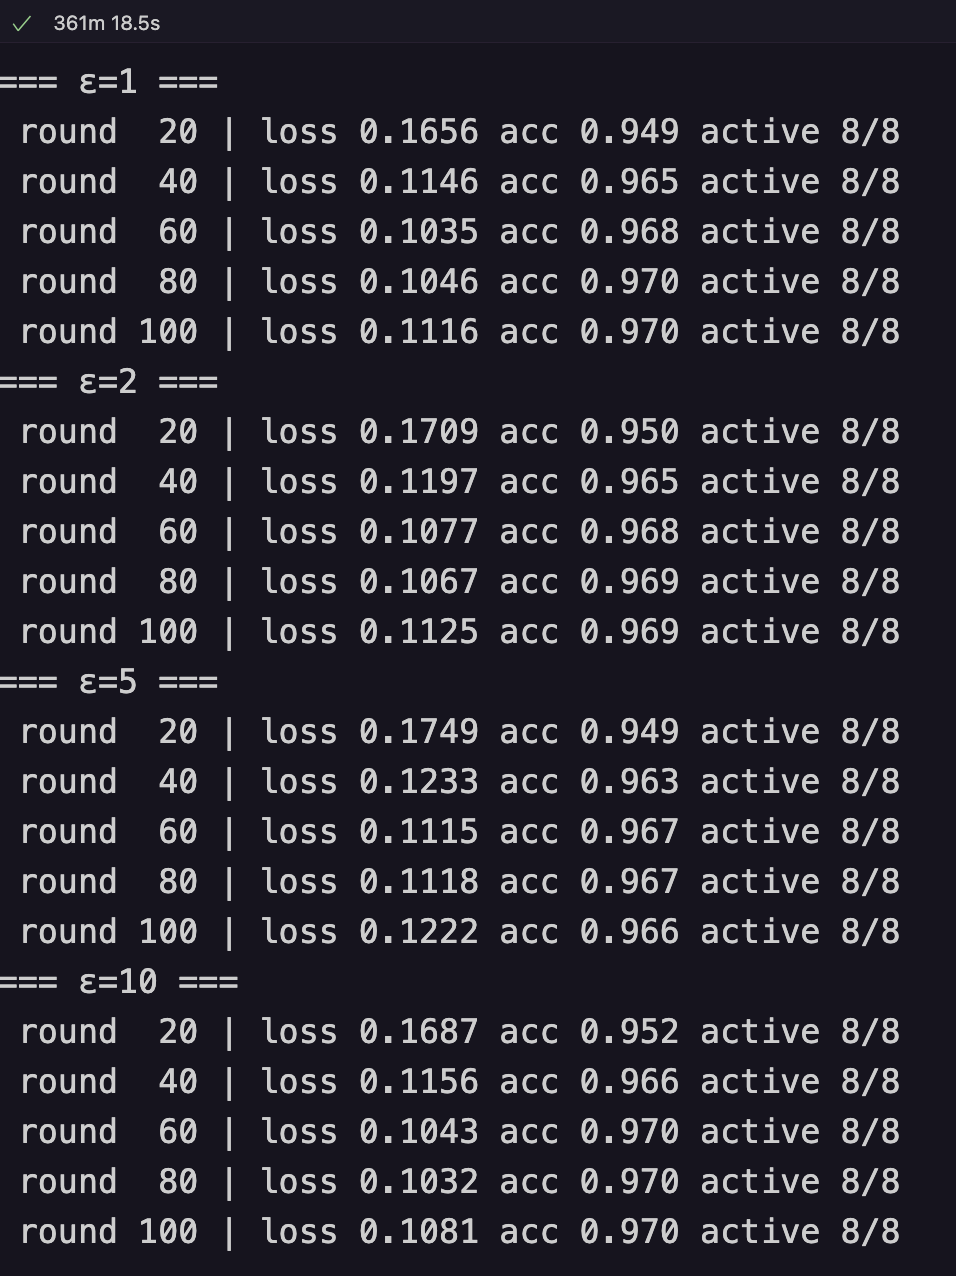 ✓ 361m 18.5s
=== ε=1 ===
round 20 | loss 0.1656 acc 0.949 active 8/8
round 40 | loss 0.1146 acc 0.965 active 8/8
round 60 | loss 0.1035 acc 0.968 active 8/8
round 80 | loss 0.1046 acc 0.970 active 8/8
round 100 | loss 0.1116 acc 0.970 active 8/8
=== ε=2 ===
round 20 | loss 0.1709 acc 0.950 active 8/8
round 40 | loss 0.1197 acc 0.965 active 8/8
round 60 | loss 0.1077 acc 0.968 active 8/8
round 80 | loss 0.1067 acc 0.969 active 8/8
round 100 | loss 0.1125 acc 0.969 active 8/8
=== ε=5 ===
round 20 | loss 0.1749 acc 0.949 active 8/8
round 40 | loss 0.1233 acc 0.963 active 8/8
round 60 | loss 0.1115 acc 0.967 active 8/8
round 80 | loss 0.1118 acc 0.967 active 8/8
round 100 | loss 0.1222 acc 0.966 active 8/8
=== ε=10 ===
round 20 | loss 0.1687 acc 0.952 active 8/8
round 40 | loss 0.1156 acc 0.966 active 8/8
round 60 | loss 0.1043 acc 0.970 active 8/8
round 80 | loss 0.1032 acc 0.970 active 8/8
round 100 | loss 0.1081 acc 0.970 active 8/8